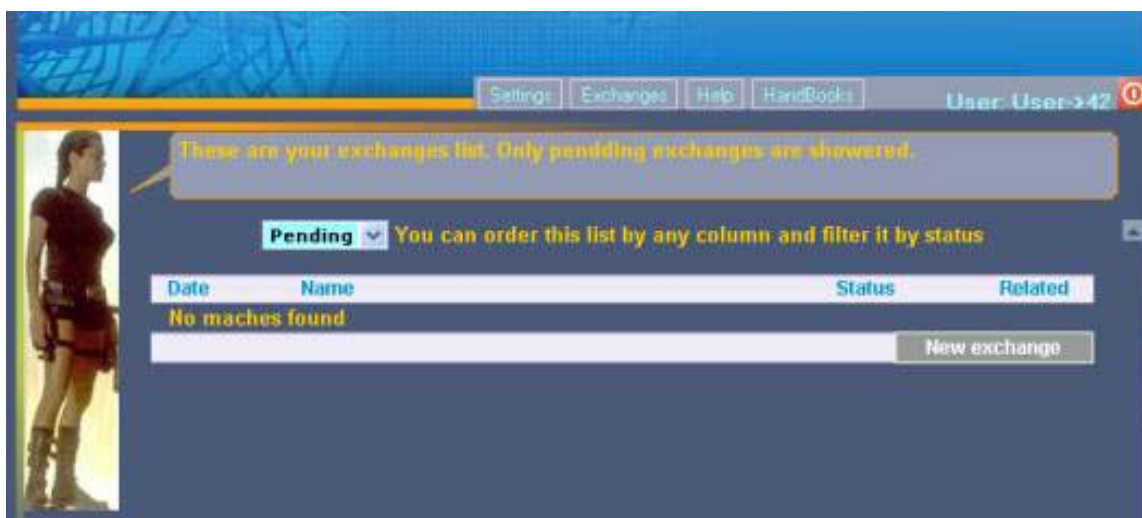 Settings Exchanges Help HandBooks User: User->42
These are your exchanges list. Only pendding exchanges are showered.
Pending You can order this list by any column and filter it by status
Date Name Status Related
No maches found
New exchange